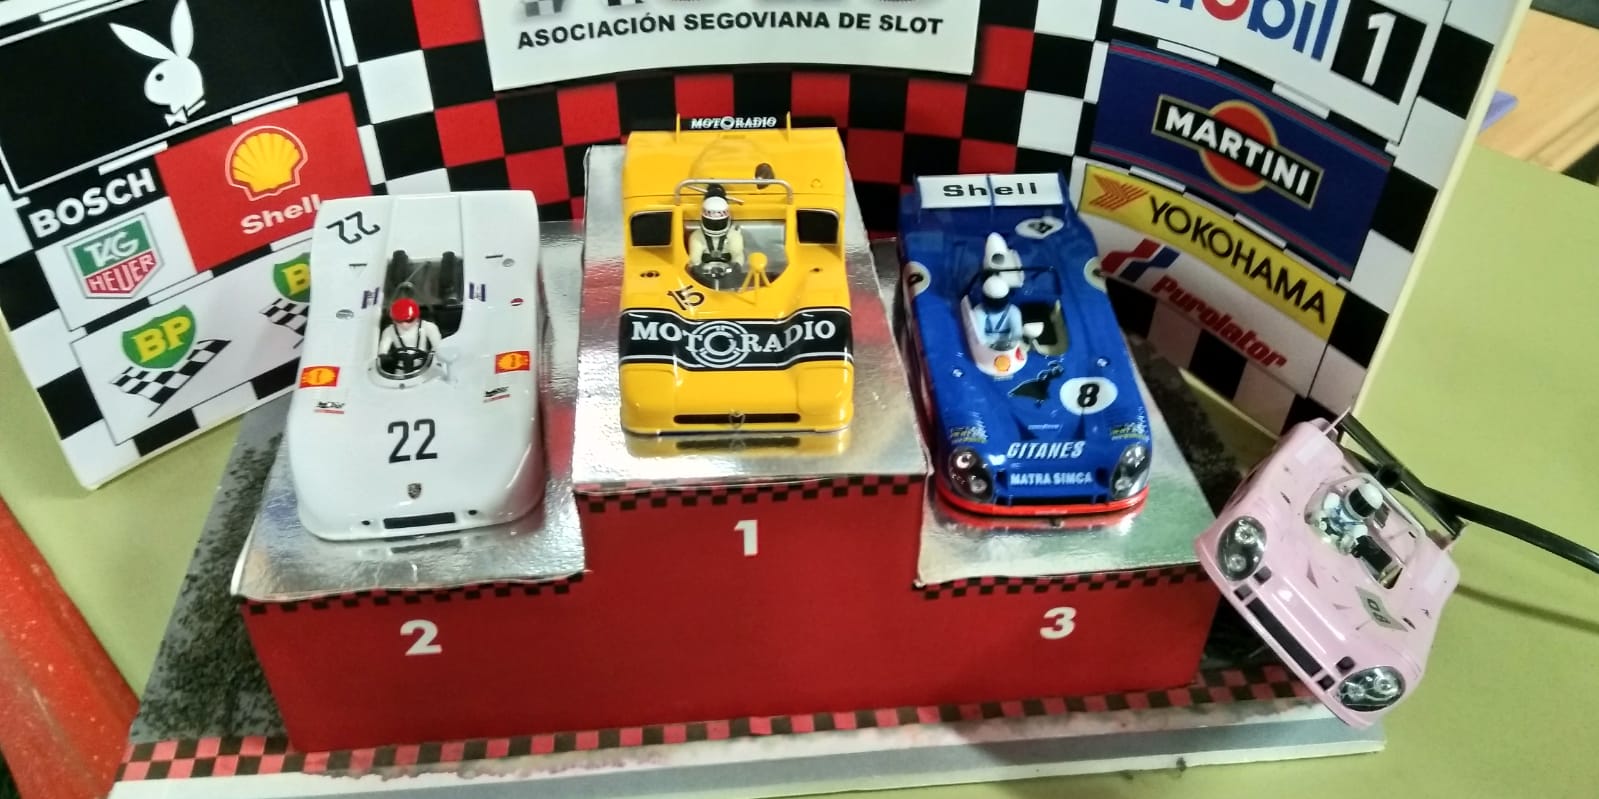 ASOCIACIÓN SEGOVIANA DE SLOT
mobil 1
BOSCH
Shell
TAG
HEUER
BP
MARTINI
YOKOHAMA
Purolator
MOTORADIO
15
MOTORADIO
22
22
Shell
8
GITANES
MATRA SIMCA
1
2
3